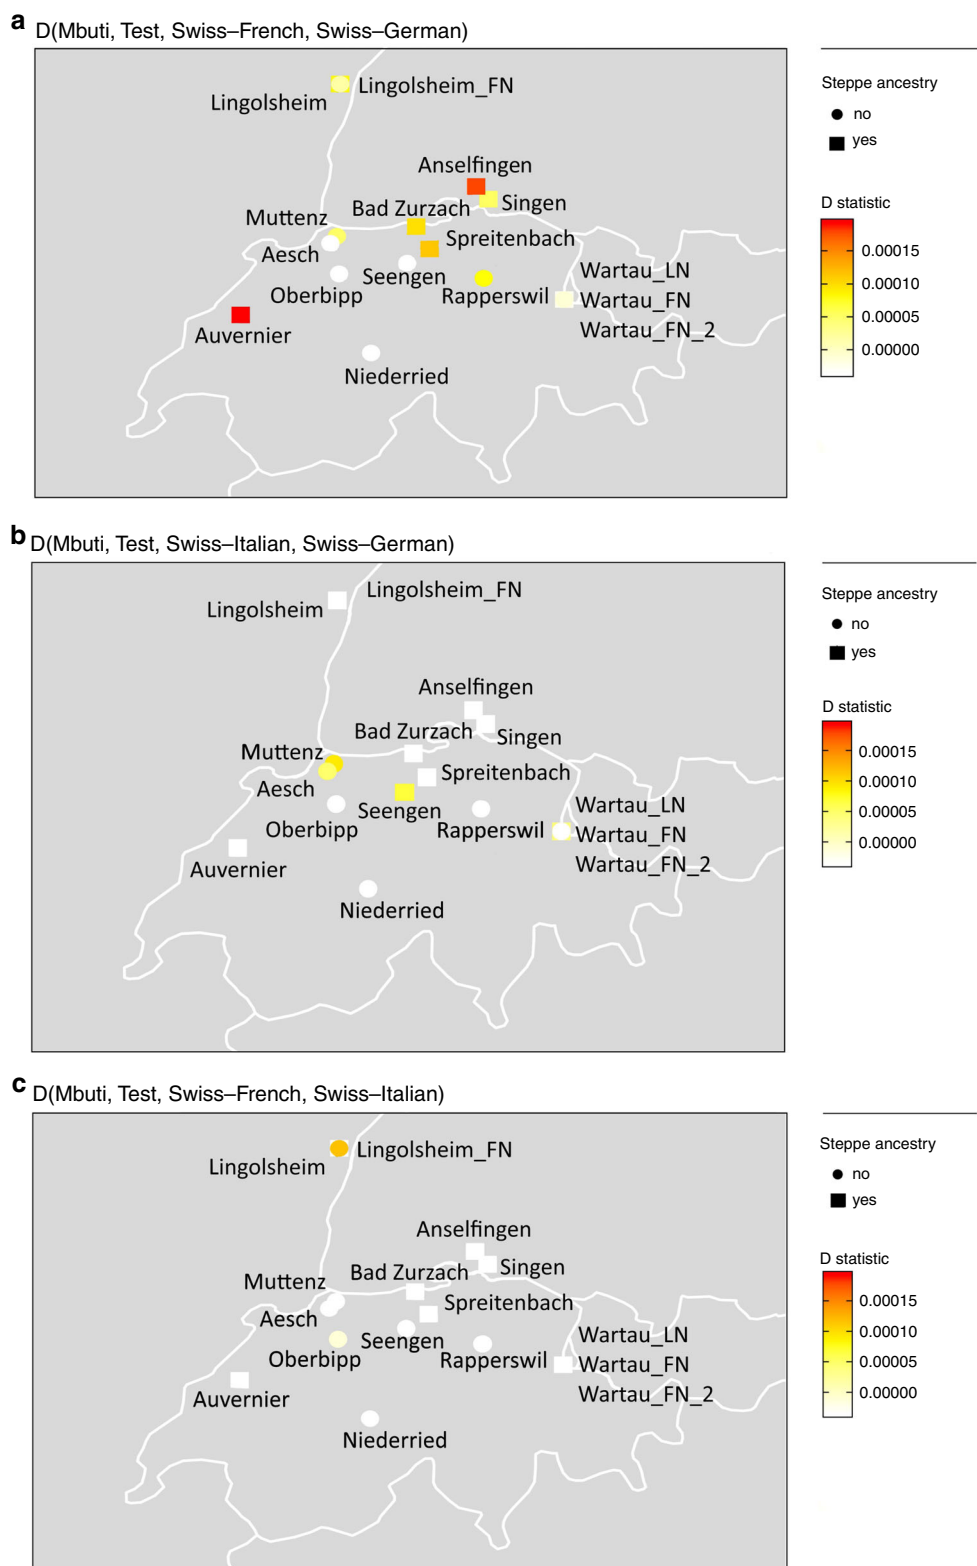 a D(Mbuti, Test, Swiss–French, Swiss–German)
Lingolsheim_FN
Lingolsheim
Anselfingen
Singen
Bad Zurzach
Muttenz
Spreitenbach
Aesch
Seengen
Wartau_LN
Oberbipp
Rapperswil
Wartau_FN
Wartau_FN_2
Auvernier
Niederried
Steppe ancestry
no
yes
D statistic
0.00015
0.00010
0.00005
0.00000
b D(Mbuti, Test, Swiss–Italian, Swiss–German)
Lingolsheim_FN
Lingolsheim
Anselfingen
Bad Zurzach
Singen
Muttenz
Spreitenbach
Aesch
Seengen
Wartau_LN
Oberbipp
Rapperswil
Wartau_FN
Wartau_FN_2
Auvernier
Niederried
Steppe ancestry
no
yes
D statistic
0.00015
0.00010
0.00005
0.00000
c D(Mbuti, Test, Swiss–French, Swiss–Italian)
Lingolsheim_FN
Lingolsheim
Anselfingen
Singen
Bad Zurzach
Muttenz
Spreitenbach
Aesch
Seengen
Wartau_LN
Oberbipp
Rapperswil
Wartau_FN
Wartau_FN_2
Auvernier
Niederried
Steppe ancestry
no
yes
D statistic
0.00015
0.00010
0.00005
0.00000